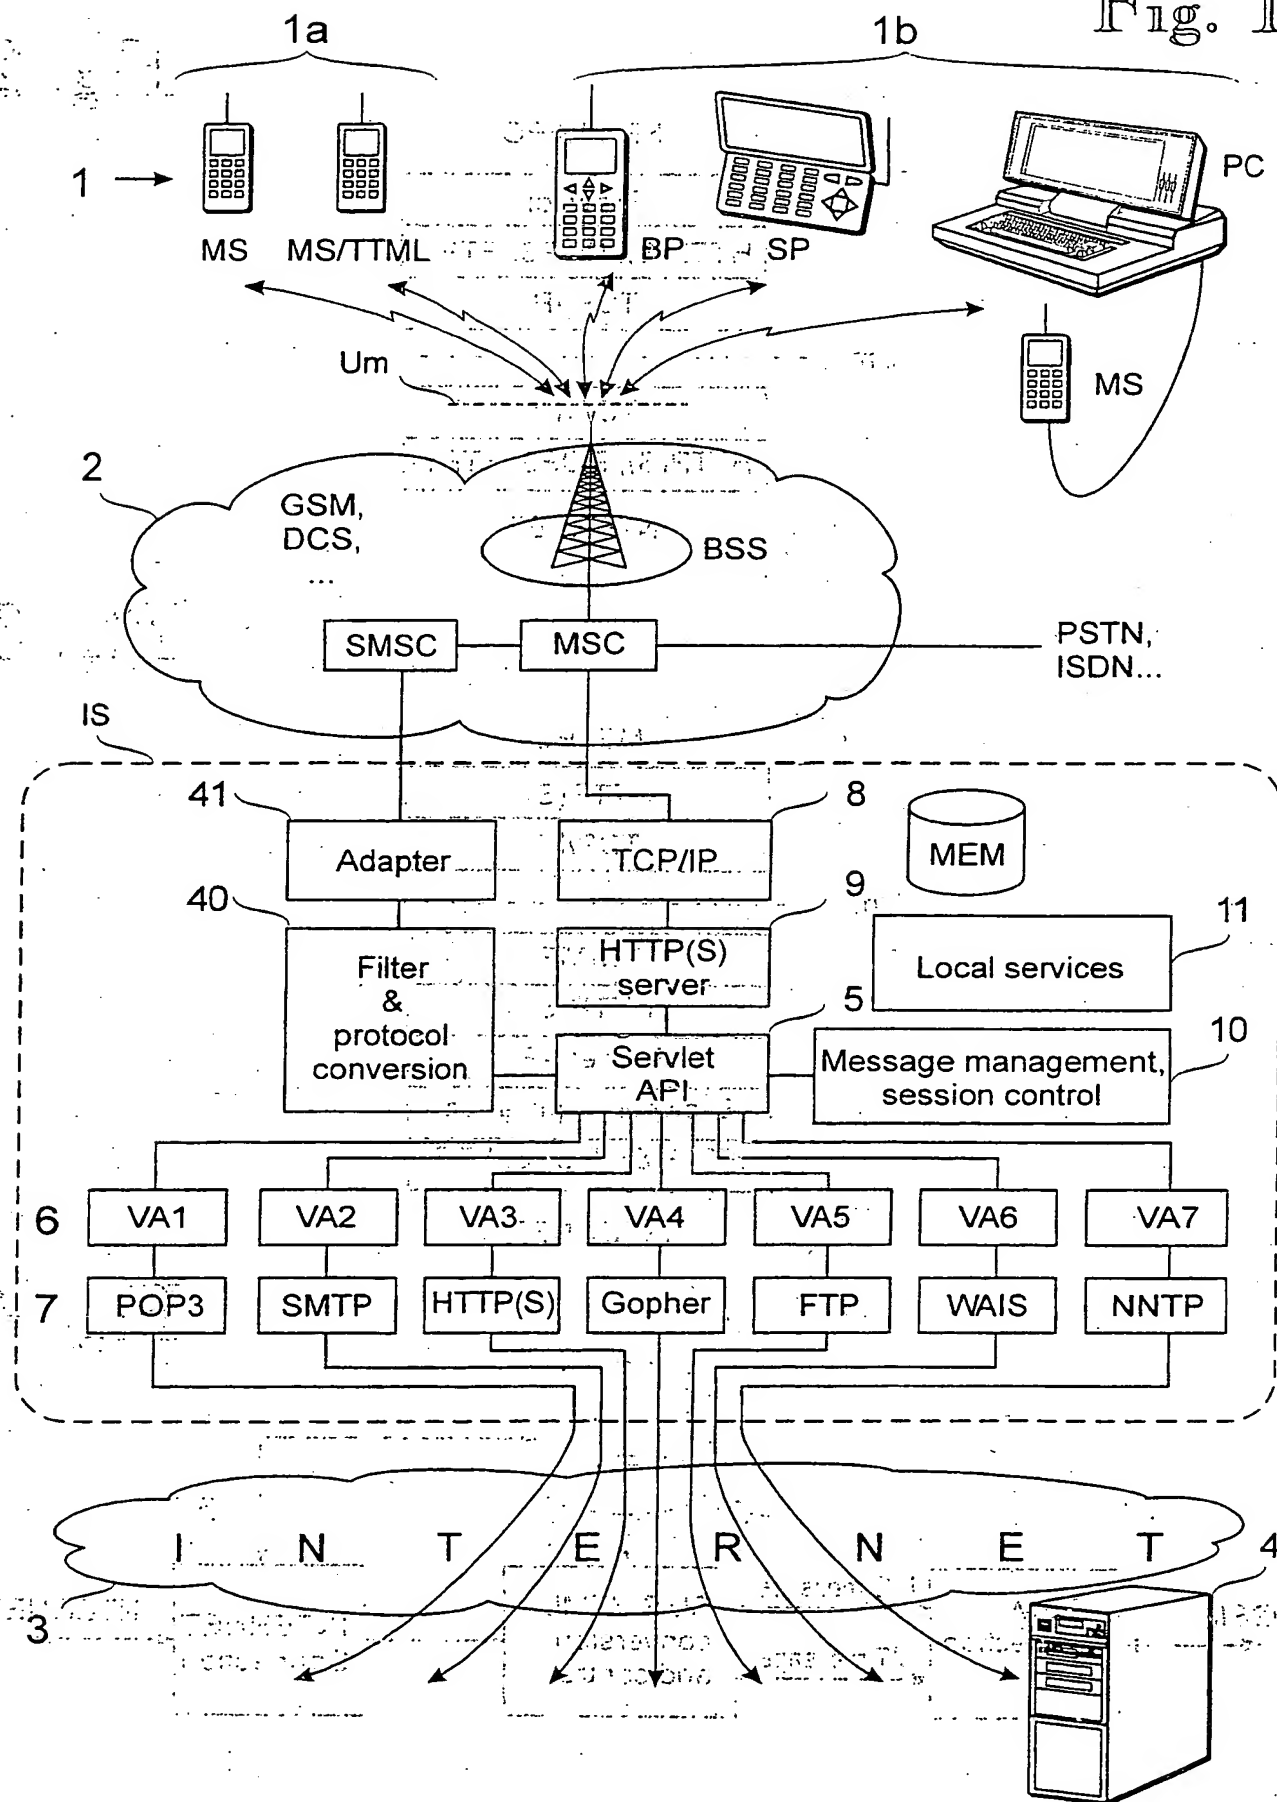 Fig. 1
1a
1b
1
PC
MS
MS/TTML
BP
SP
Um
MS
2
GSM,
DCS,
...
BSS
SMSC
MSC
PSTN,
ISDN...
IS
41
8
Adapter
TCP/IP
MEM
40
9
11
Filter
&
protocol
conversion
HTTP(S)
server
Local services
5
10
Servlet
API
Message management,
session control
6
VA1
VA2
VA3
VA4
VA5
VA6
VA7
7
POP3
SMTP
HTTP(S)
Gopher
FTP
WAIS
NNTP
I N T E R N E T
4
3